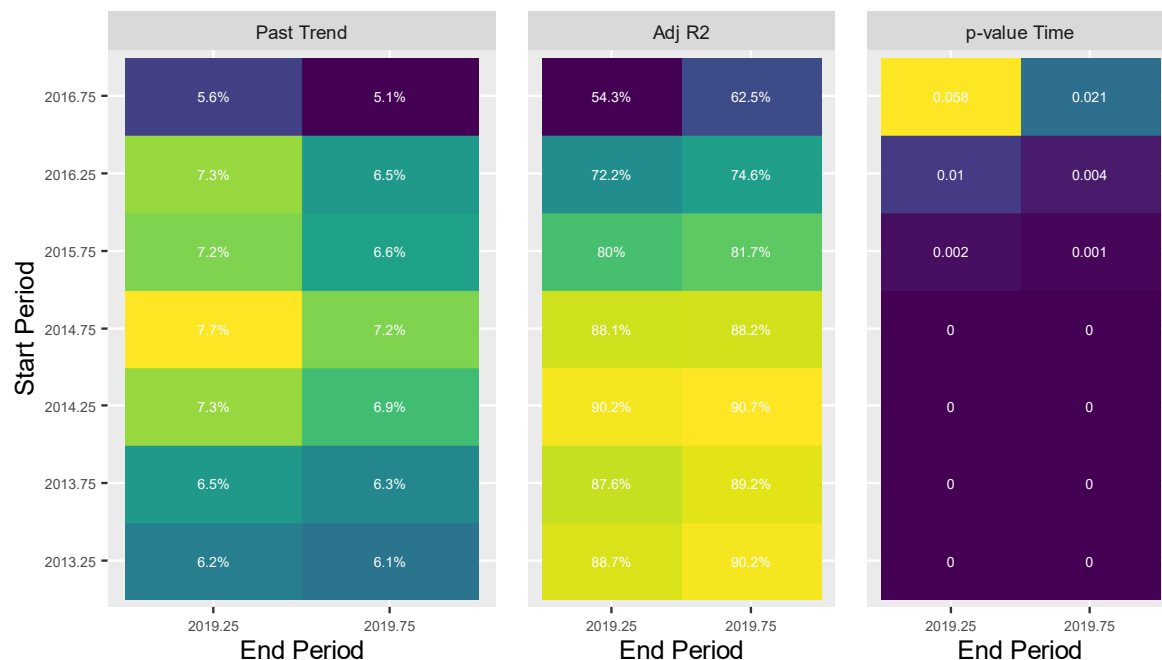 Past Trend Adj R2 p-value Time
2016.75 5.6% 5.1% 54.3% 62.5% 0.058 0.021
2016.25 7.3% 6.5% 72.2% 74.6% 0.01 0.004
2015.75 7.2% 6.6% 80% 81.7% 0.002 0.001
2014.75 7.7% 7.2% 88.1% 88.2% 0 0
2014.25 7.3% 6.9% 90.2% 90.7% 0 0
2013.75 6.5% 6.3% 87.6% 89.2% 0 0
2013.25 6.2% 6.1% 88.7% 90.2% 0 0
Start Period
2019.25 2019.75 2019.25 2019.75 2019.25 2019.75
End Period End Period End Period